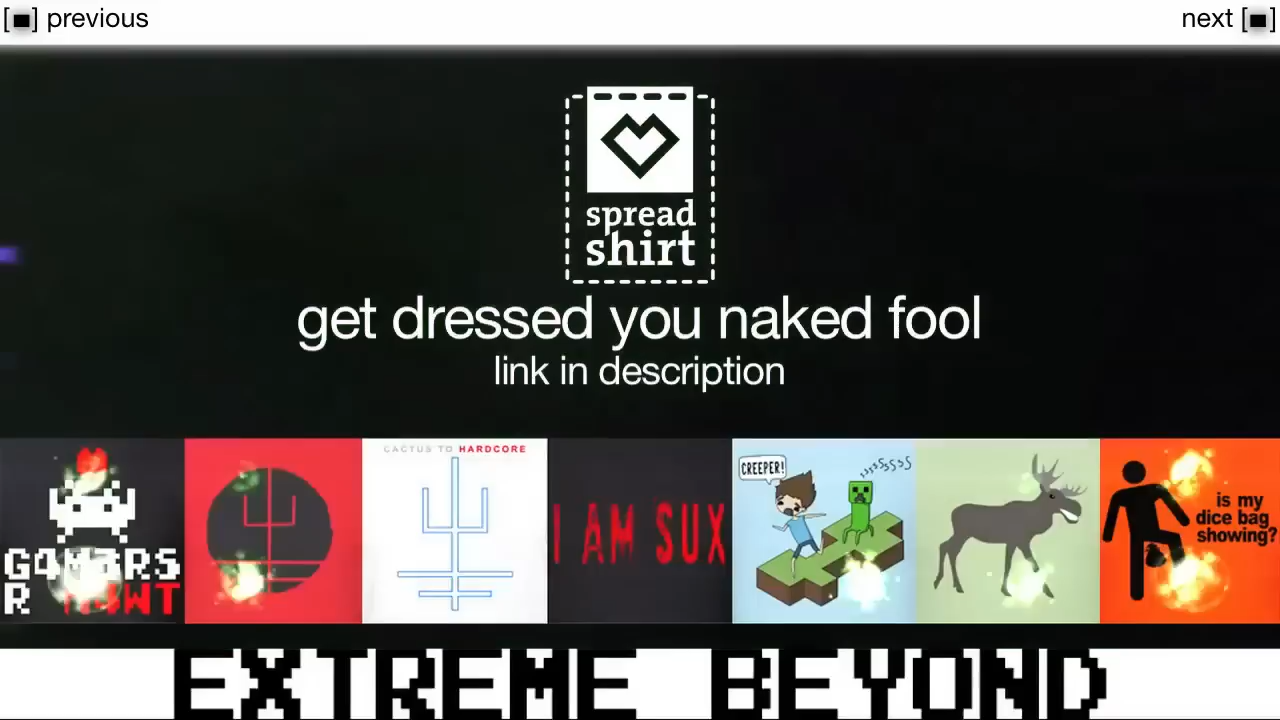 [■] previous
next [■]
spread
shirt
get dressed you naked fool
link in description
CACTUS TO HARDCORE
CREEPER!
is my
dice bag
showing?
I AM SUX
R
EXTREME BEYOND